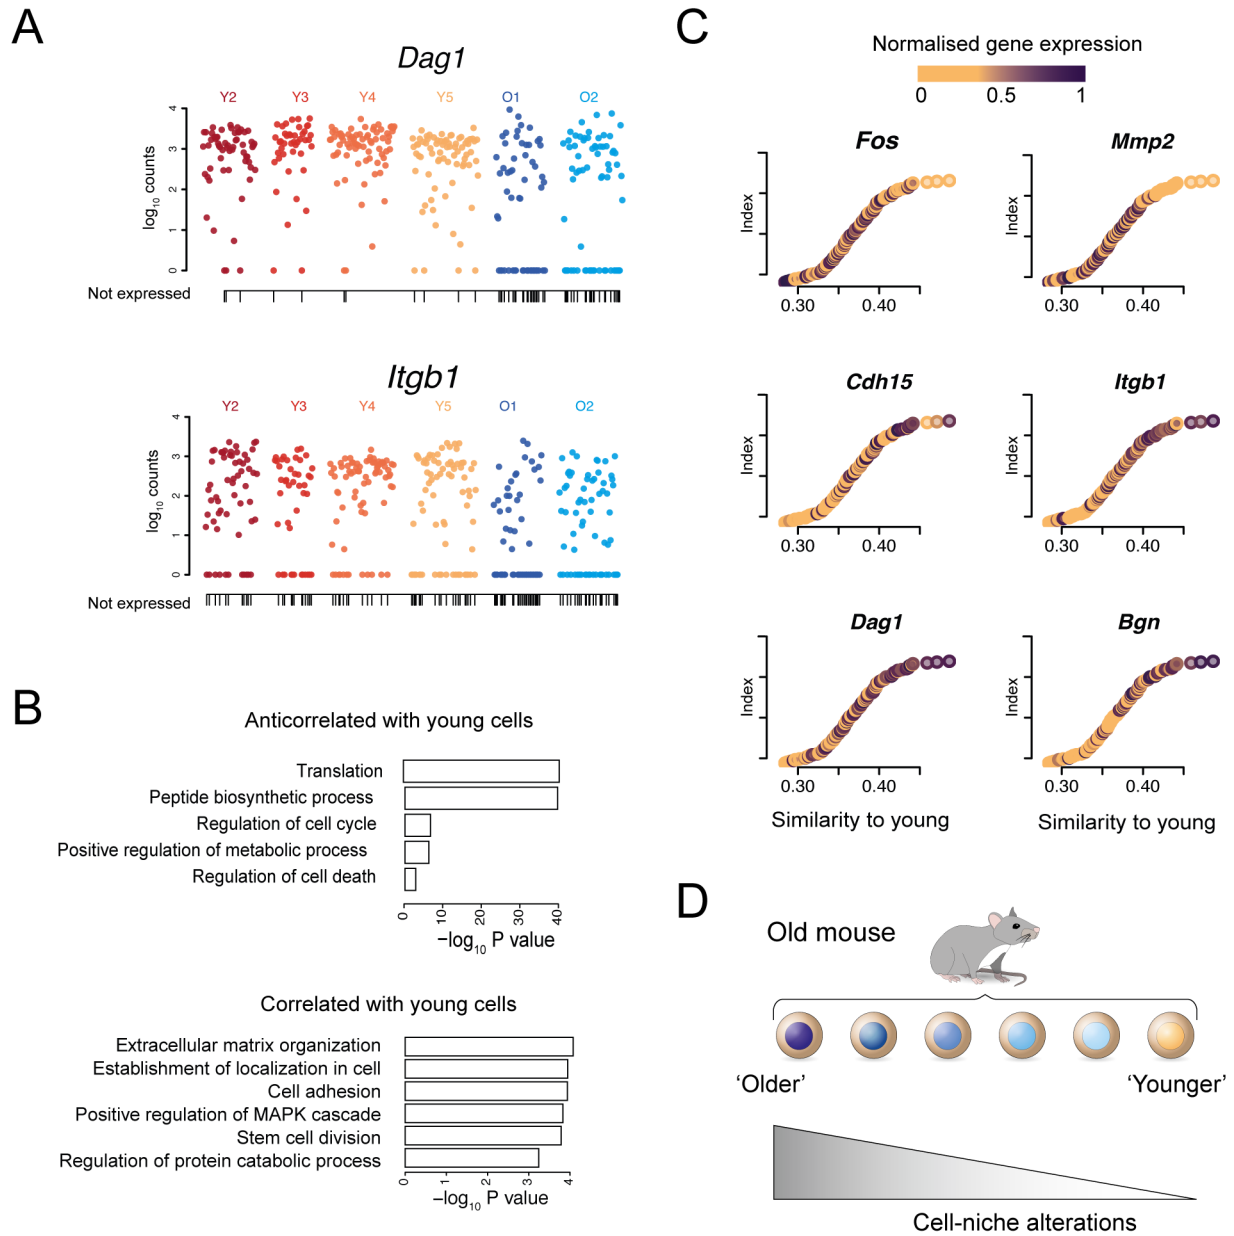 A
Dag1
Y2 Y3 Y4 Y5 O1 O2
4
3
2
1
0
log10 counts
Not expressed
Itgb1
Y2 Y3 Y4 Y5 O1 O2
4
3
2
1
0
log10 counts
Not expressed
B
Anticorrelated with young cells
Translation
Peptide biosynthetic process
Regulation of cell cycle
Positive regulation of metabolic process
Regulation of cell death
0 10 20 30 40
−log10 P value
Correlated with young cells
Extracellular matrix organization
Establishment of localization in cell
Cell adhesion
Positive regulation of MAPK cascade
Stem cell division
Regulation of protein catabolic process
0 1 2 3 4
−log10 P value
C
Normalised gene expression
0 0.5 1
Fos
Index
0.30 0.40
Mmp2
Index
0.30 0.40
Cdh15
Index
0.30 0.40
Itgb1
Index
0.30 0.40
Dag1
Index
0.30 0.40
Similarity to young
Bgn
Index
0.30 0.40
Similarity to young
D
Old mouse
‘Older’ ‘Younger’
Cell-niche alterations